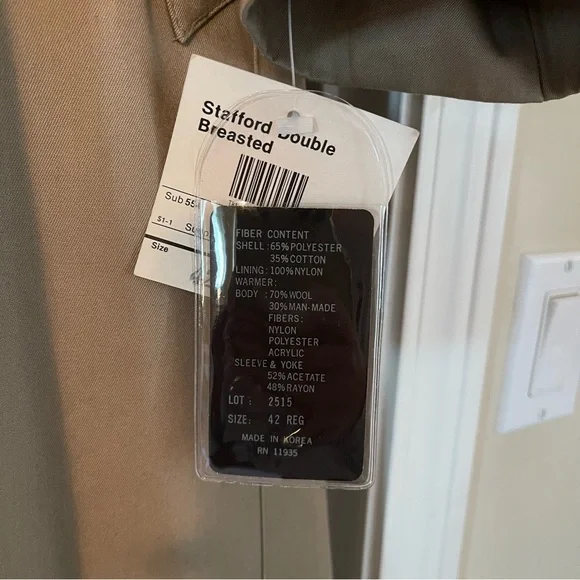 Stafford Double
Breasted
Sub 55
S1-1
Size
42
FIBER CONTENT
SHELL: 65% POLYESTER
35% COTTON
LINING: 100% NYLON
WARMER:
BODY : 70% WOOL
30% MAN-MADE
FIBERS:
NYLON
POLYESTER
ACRYLIC
SLEEVE & YOKE
52% ACETATE
48% RAYON
LOT : 2515
SIZE: 42 REG
MADE IN KOREA
RN 11935